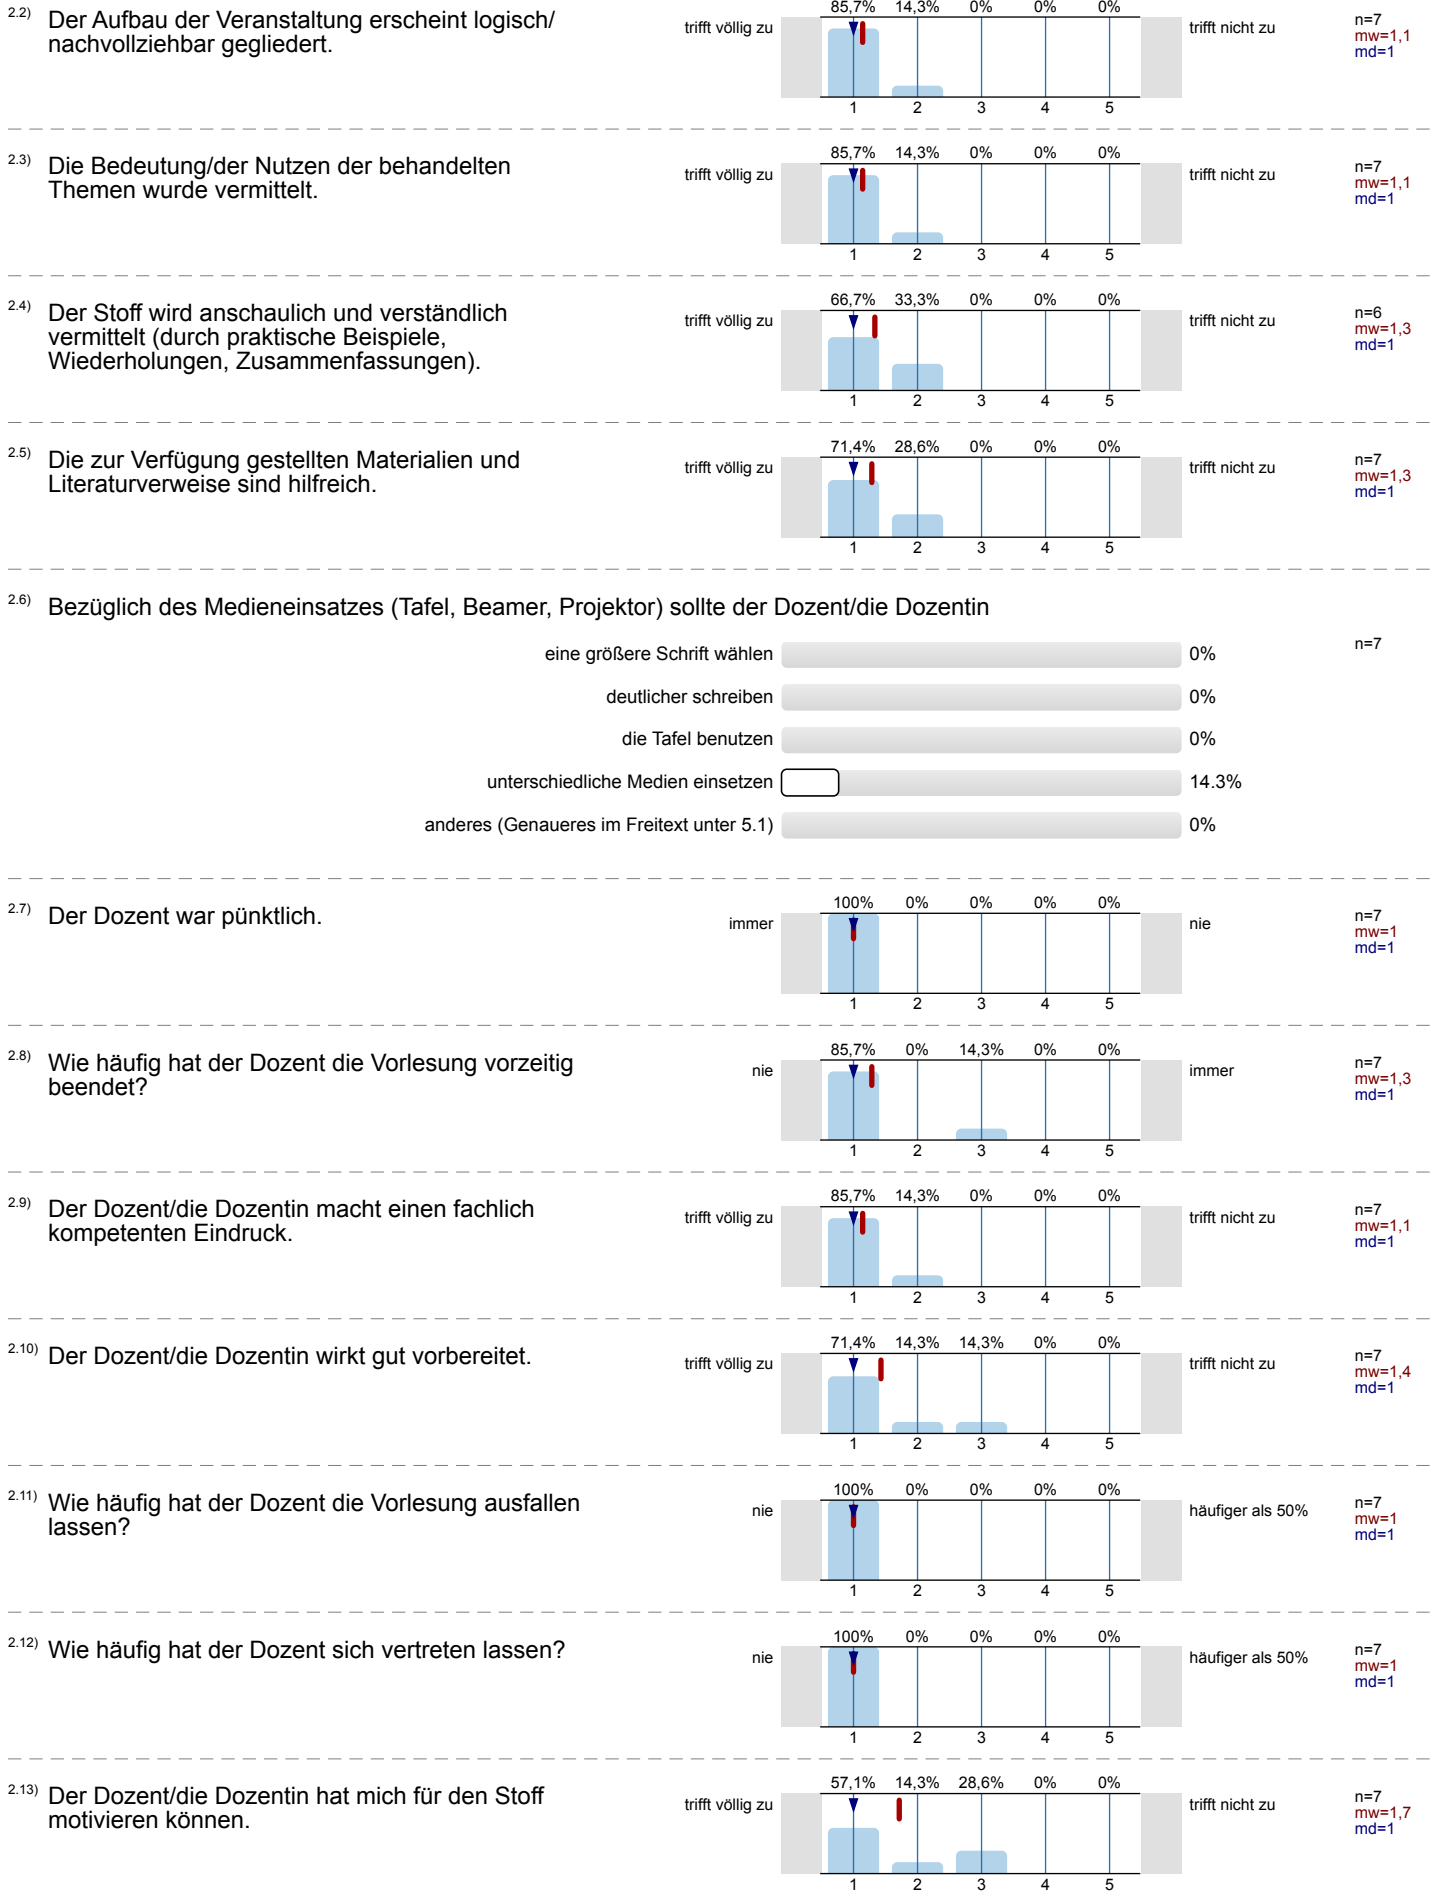 2.2) Der Aufbau der Veranstaltung erscheint logisch/
nachvollziehbar gegliedert.
trifft völlig zu
85,7% 14,3% 0% 0% 0%
1 2 3 4 5
trifft nicht zu
n=7
mw=1,1
md=1
2.3) Die Bedeutung/der Nutzen der behandelten
Themen wurde vermittelt.
trifft völlig zu
85,7% 14,3% 0% 0% 0%
1 2 3 4 5
trifft nicht zu
n=7
mw=1,1
md=1
2.4) Der Stoff wird anschaulich und verständlich
vermittelt (durch praktische Beispiele,
Wiederholungen, Zusammenfassungen).
trifft völlig zu
66,7% 33,3% 0% 0% 0%
1 2 3 4 5
trifft nicht zu
n=6
mw=1,3
md=1
2.5) Die zur Verfügung gestellten Materialien und
Literaturverweise sind hilfreich.
trifft völlig zu
71,4% 28,6% 0% 0% 0%
1 2 3 4 5
trifft nicht zu
n=7
mw=1,3
md=1
2.6) Bezüglich des Medieneinsatzes (Tafel, Beamer, Projektor) sollte der Dozent/die Dozentin
eine größere Schrift wählen 0%
n=7
deutlicher schreiben 0%
die Tafel benutzen 0%
unterschiedliche Medien einsetzen 14.3%
anderes (Genaueres im Freitext unter 5.1) 0%
2.7) Der Dozent war pünktlich.
immer
100% 0% 0% 0% 0%
1 2 3 4 5
nie
n=7
mw=1
md=1
2.8) Wie häufig hat der Dozent die Vorlesung vorzeitig
beendet?
nie
85,7% 0% 14,3% 0% 0%
1 2 3 4 5
immer
n=7
mw=1,3
md=1
2.9) Der Dozent/die Dozentin macht einen fachlich
kompetenten Eindruck.
trifft völlig zu
85,7% 14,3% 0% 0% 0%
1 2 3 4 5
trifft nicht zu
n=7
mw=1,1
md=1
2.10) Der Dozent/die Dozentin wirkt gut vorbereitet.
trifft völlig zu
71,4% 14,3% 14,3% 0% 0%
1 2 3 4 5
trifft nicht zu
n=7
mw=1,4
md=1
2.11) Wie häufig hat der Dozent die Vorlesung ausfallen
lassen?
nie
100% 0% 0% 0% 0%
1 2 3 4 5
häufiger als 50%
n=7
mw=1
md=1
2.12) Wie häufig hat der Dozent sich vertreten lassen?
nie
100% 0% 0% 0% 0%
1 2 3 4 5
häufiger als 50%
n=7
mw=1
md=1
2.13) Der Dozent/die Dozentin hat mich für den Stoff
motivieren können.
trifft völlig zu
57,1% 14,3% 28,6% 0% 0%
1 2 3 4 5
trifft nicht zu
n=7
mw=1,7
md=1